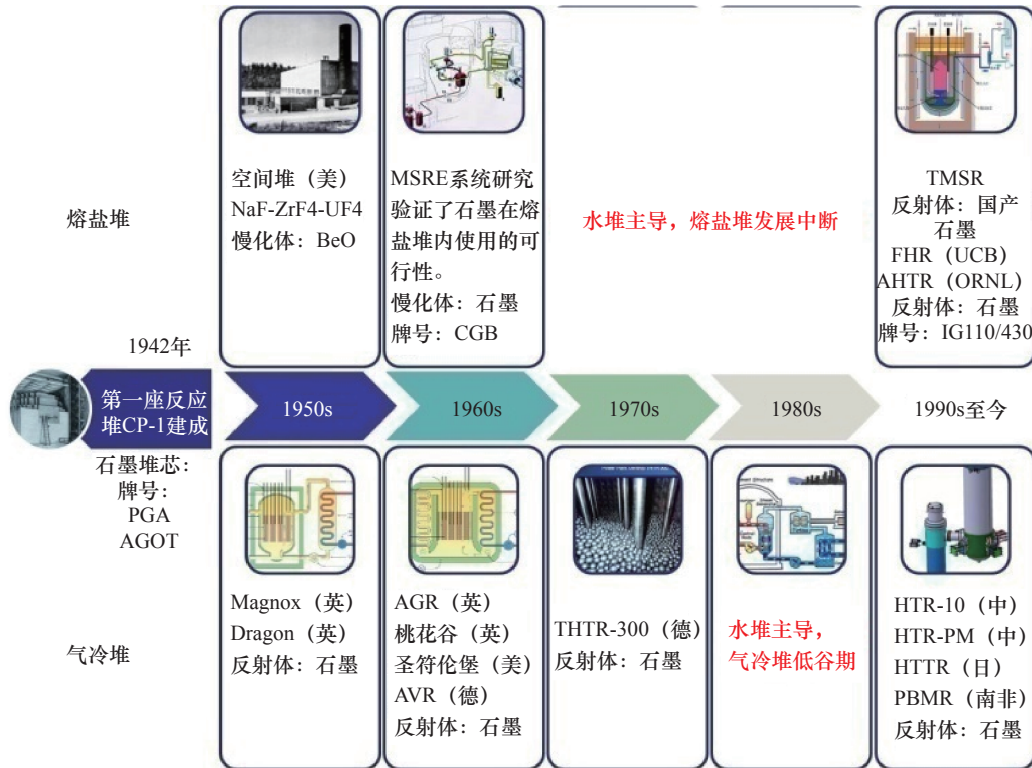 熔盐堆
空间堆（美）
NaF-ZrF4-UF4
慢化体：BeO
MSRE系统研究
验证了石墨在熔
盐堆内使用的可
行性。
慢化体：石墨
牌号：CGB
水堆主导，熔盐堆发展中断
TMSR
反射体：国产
石墨
FHR（UCB）
AHTR（ORNL）
反射体：石墨
牌号：IG110/430
1942年
第一座反应
堆CP-1建成
1950s
1960s
1970s
1980s
1990s至今
石墨堆芯：
牌号：
PGA
AGOT
气冷堆
Magnox（英）
Dragon（英）
反射体：石墨
AGR（英）
桃花谷（英）
圣符伦堡（美）
AVR（德）
反射体：石墨
THTR-300（德）
反射体：石墨
水堆主导，
气冷堆低谷期
HTR-10（中）
HTR-PM（中）
HTTR（日）
PBMR（南非）
反射体：石墨